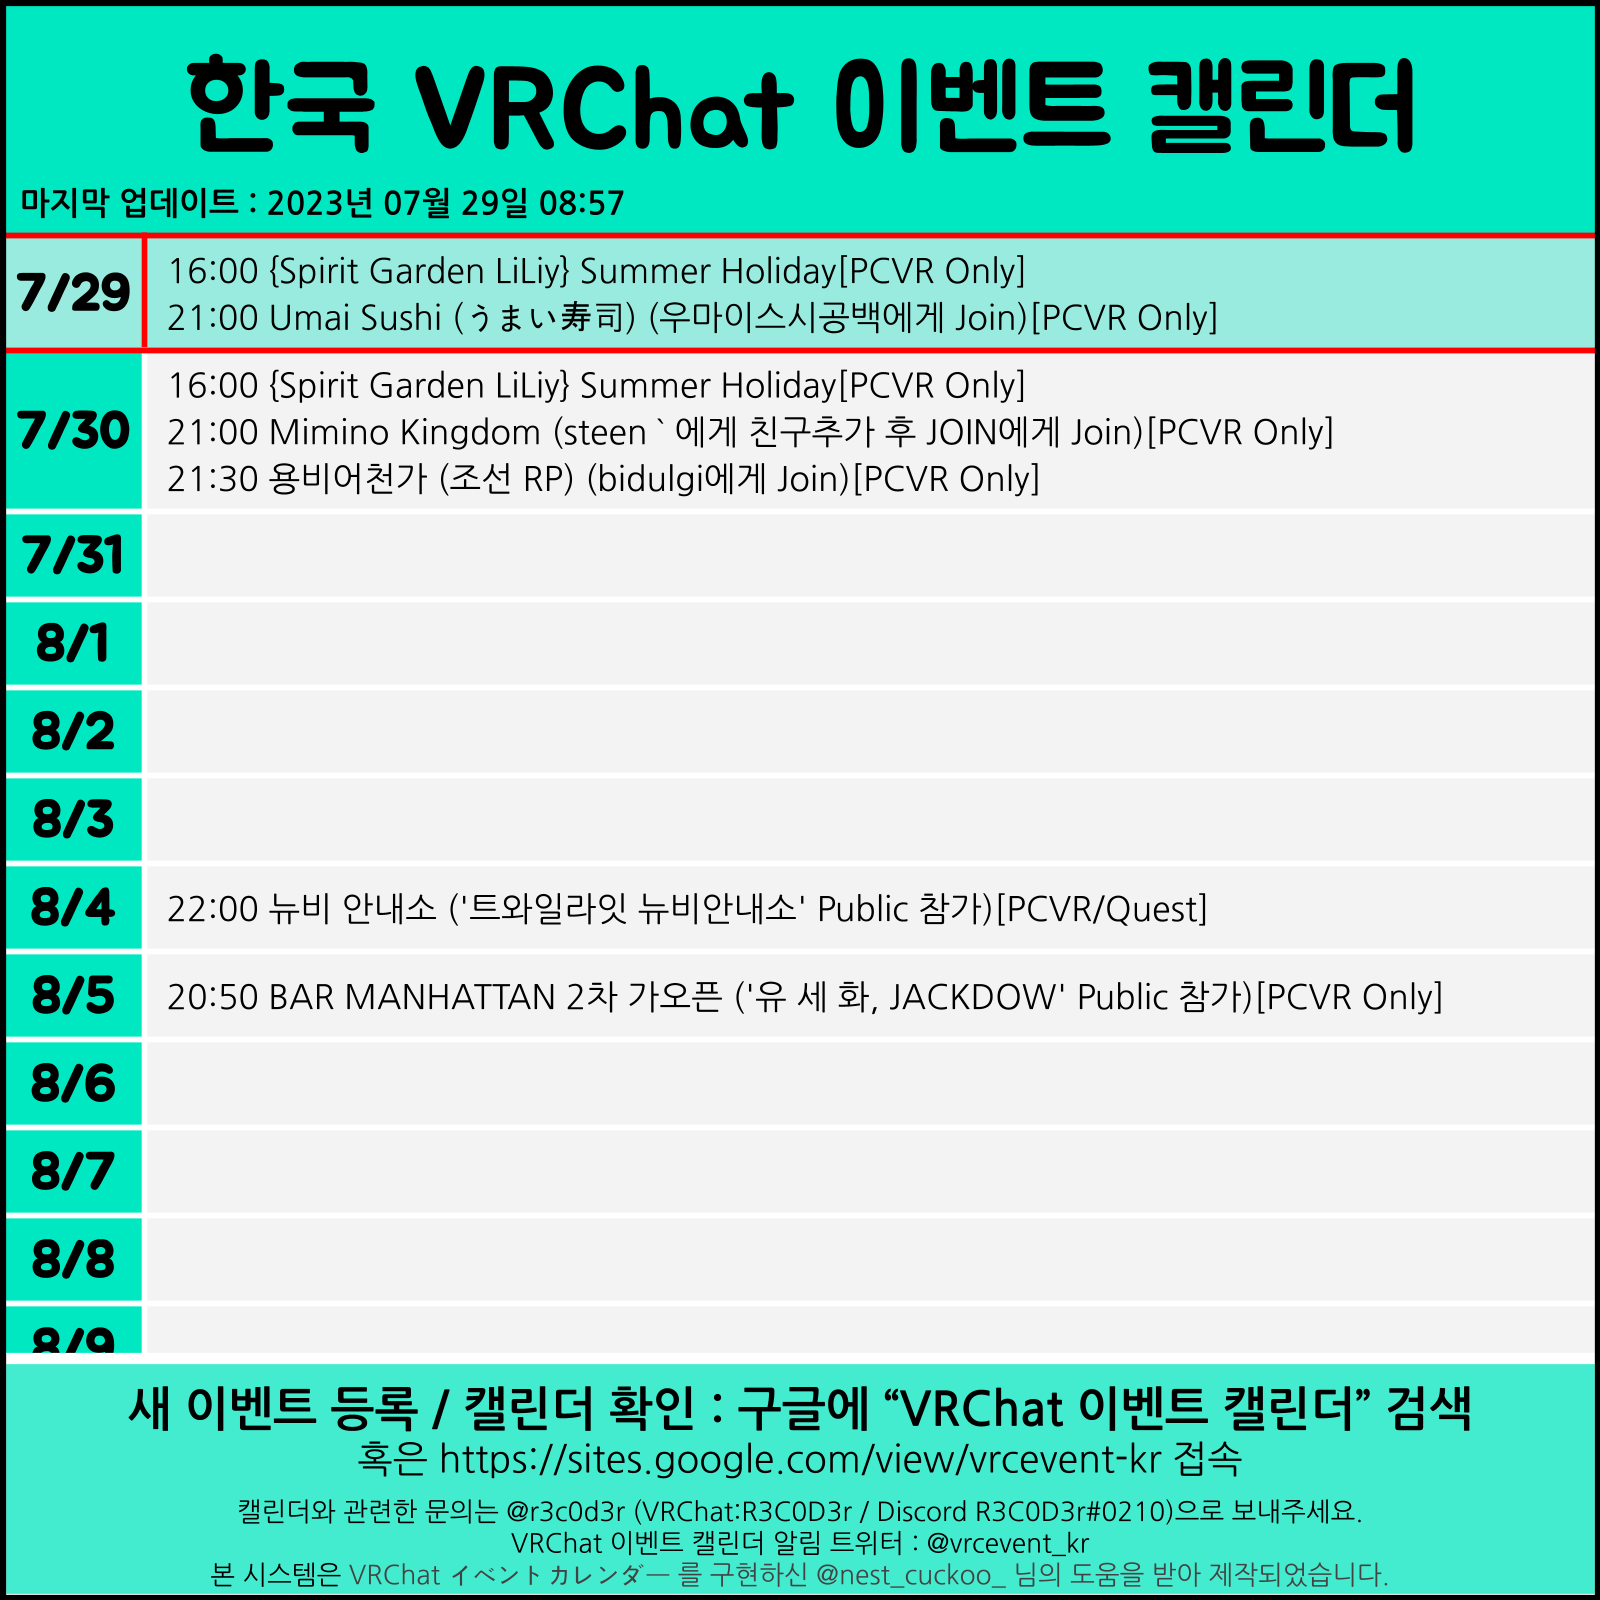 한국 VRChat 이벤트 캘린더
마지막 업데이트 : 2023년 07월 29일 08:57
7/29
16:00 {Spirit Garden LiLiy} Summer Holiday[PCVR Only]
21:00 Umai Sushi (うまい寿司) (우마이스시공백에게 Join)[PCVR Only]
7/30
16:00 {Spirit Garden LiLiy} Summer Holiday[PCVR Only]
21:00 Mimino Kingdom (steen ` 에게 친구추가 후 JOIN에게 Join)[PCVR Only]
21:30 용비어천가 (조선 RP) (bidulgi에게 Join)[PCVR Only]
7/31
8/1
8/2
8/3
8/4
22:00 뉴비 안내소 ('트와일라잇 뉴비안내소' Public 참가)[PCVR/Quest]
8/5
20:50 BAR MANHATTAN 2차 가오픈 ('유 세 화, JACKDOW' Public 참가)[PCVR Only]
8/6
8/7
8/8
8/9
새 이벤트 등록 / 캘린더 확인 : 구글에 “VRChat 이벤트 캘린더” 검색
혹은 https://sites.google.com/view/vrcevent-kr 접속
캘린더와 관련한 문의는 @r3c0d3r (VRChat:R3C0D3r / Discord R3C0D3r#0210)으로 보내주세요.
VRChat 이벤트 캘린더 알림 트위터 : @vrcevent_kr
본 시스템은 VRChat イベントカレンダー 를 구현하신 @nest_cuckoo_ 님의 도움을 받아 제작되었습니다.